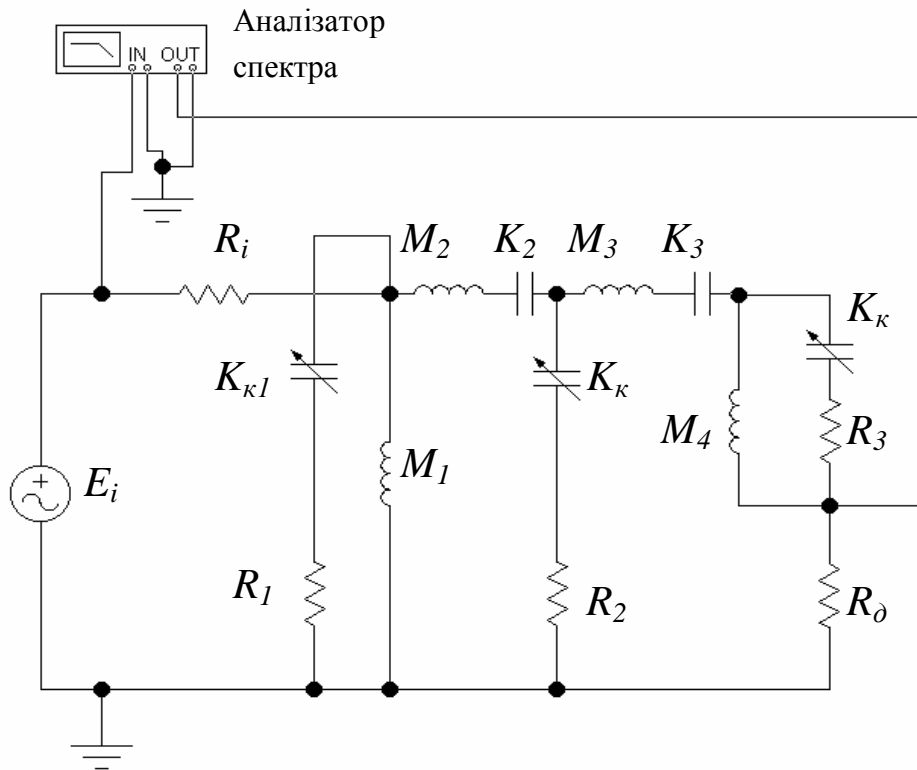 Аналізатор
спектра
IN OUT
R_i
M_2
K_2
M_3
K_3
K_к1
K_к
K_к
M_4
R_3
M_1
E_i
R_1
R_2
R_д